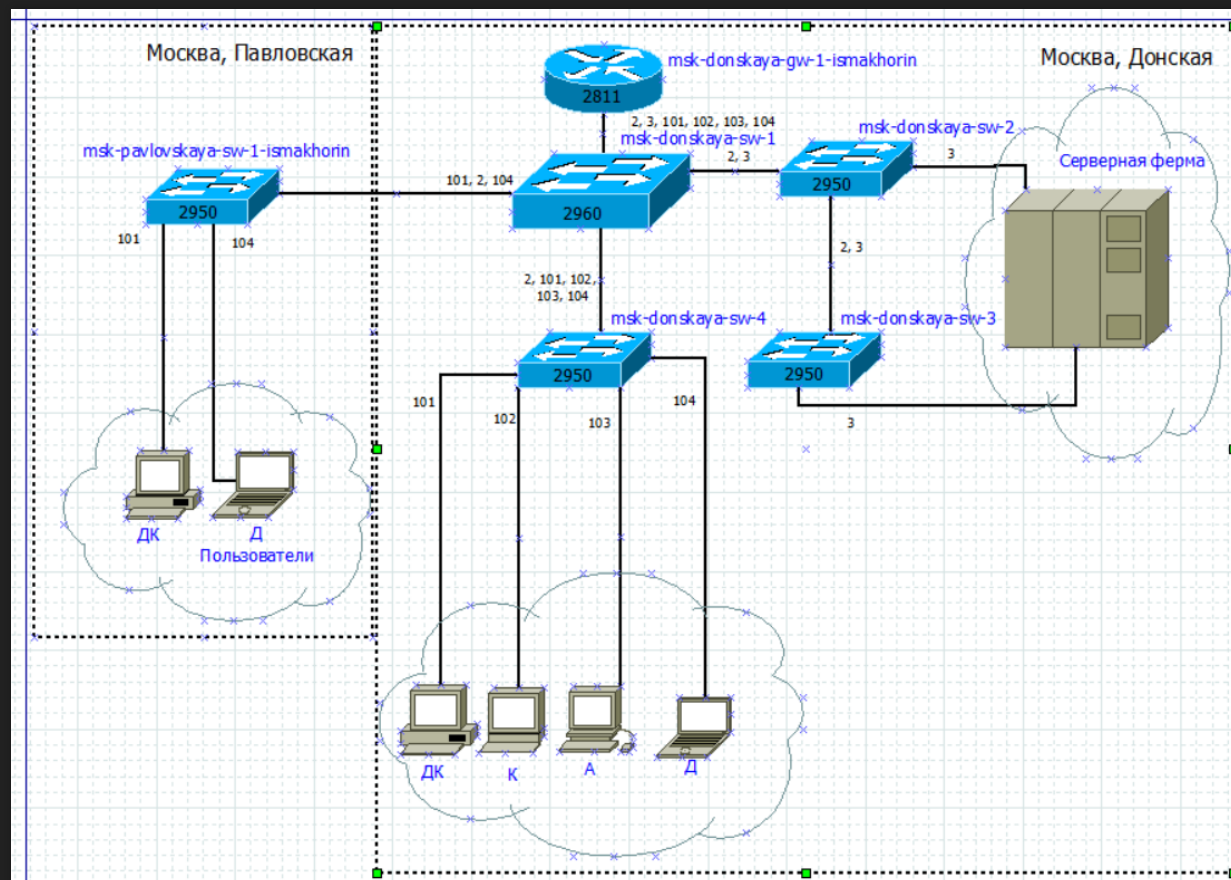 Москва, Павловская
Москва, Донская
msk-donskaya-gw-1-ismakhorin
2811
2, 3, 101, 102, 103, 104
msk-donskaya-sw-1
msk-donskaya-sw-2
msk-pavlovskaya-sw-1-ismakhorin
2, 3
3
Серверная ферма
101, 2, 104
2950
2960
2950
101
104
2, 3
2, 101, 102,
103, 104
msk-donskaya-sw-4
msk-donskaya-sw-3
2950
2950
101
102
103
104
3
ДК
Д
Пользователи
ДК
К
А
Д